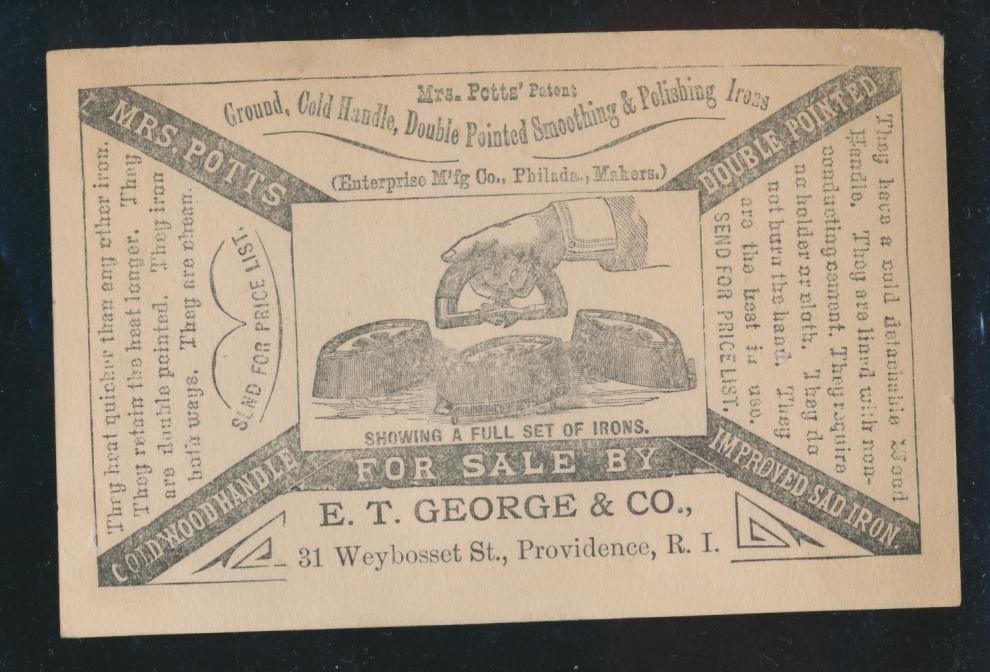 Mrs. Potts' Patent
Ground, Cold Handle, Double Pointed Smoothing & Polishing Irons
(Enterprise M'fg Co., Philada., Makers.)
MRS. POTTS
DOUBLE POINTED
They heat quicker than any other iron.
They retain the heat longer. They
are double pointed. They iron
both ways. They are cheap.
SEND FOR PRICE LIST.
They have a cold detachable Wood
Handle. They are lined with non-
conducting cement. They require
no holder or cloth. They do
not burn the hand. They
are the best in use.
SEND FOR PRICE LIST.
SHOWING A FULL SET OF IRONS.
COLD WOOD HANDLE
IMPROVED SAD IRON.
FOR SALE BY
E. T. GEORGE & CO.,
31 Weybosset St., Providence, R. I.